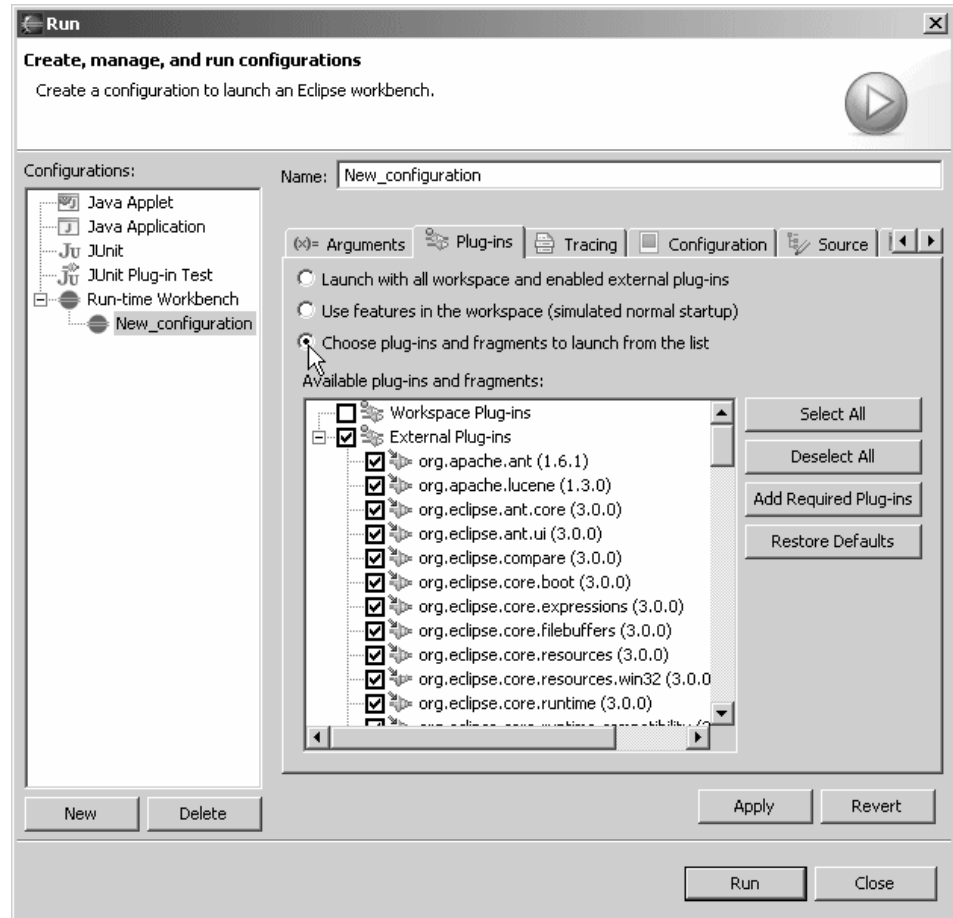 Run
Create, manage, and run configurations
Create a configuration to launch an Eclipse workbench.
Configurations:
Java Applet
Java Application
JUnit
JUnit Plug-in Test
Run-time Workbench
New_configuration
New
Delete
Name: New_configuration
(x)= Arguments
Plug-ins
Tracing
Configuration
Source
Launch with all workspace and enabled external plug-ins
Use features in the workspace (simulated normal startup)
Choose plug-ins and fragments to launch from the list
Available plug-ins and fragments:
Workspace Plug-ins
External Plug-ins
org.apache.ant (1.6.1)
org.apache.lucene (1.3.0)
org.eclipse.ant.core (3.0.0)
org.eclipse.ant.ui (3.0.0)
org.eclipse.compare (3.0.0)
org.eclipse.core.boot (3.0.0)
org.eclipse.core.expressions (3.0.0)
org.eclipse.core.filebuffers (3.0.0)
org.eclipse.core.resources (3.0.0)
org.eclipse.core.resources.win32 (3.0.0
org.eclipse.core.runtime (3.0.0)
Select All
Deselect All
Add Required Plug-ins
Restore Defaults
Apply
Revert
Run
Close